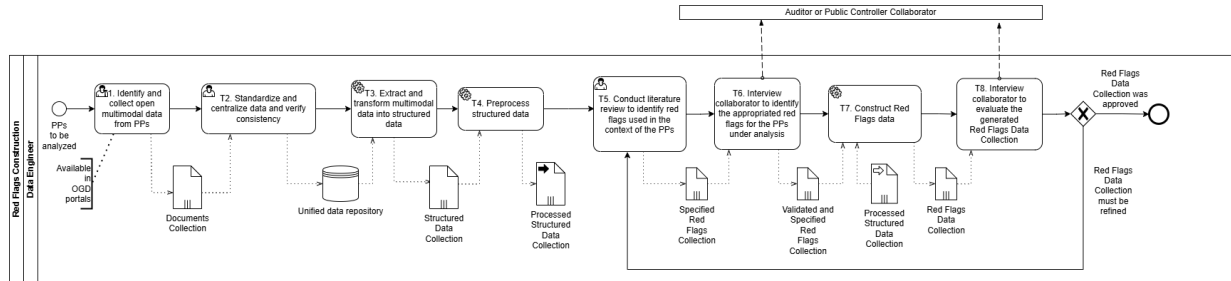 Auditor or Public Controller Collaborator
Red Flags Construction
Data Engineer
PPs
to be
analyzed
Available
in
OGD
portals
T1. Identify and
collect open
multimodal data
from PPs
Documents
Collection
T2. Standardize and
centralize data and verify
consistency
Unified data repository
T3. Extract and
transform multimodal
data into structured
data
Structured
Data
Collection
T4. Preprocess
structured data
Processed
Structured Data
Collection
T5. Conduct literature
review to identify red
flags used in the
context of the PPs
Specified
Red
Flags
Collection
T6. Interview
collaborator to identify
the appropriated red
flags for the PPs
under analysis
Validated and
Specified Red
Flags
Collection
T7. Construct Red
Flags data
Processed
Structured Data
Collection
Red Flags
Data
Collection
T8. Interview
collaborator to
evaluate the
generated
Red Flags Data
Collection
Red Flags
Data
Collection was
approved
Red Flags
Data
Collection
must be
refined